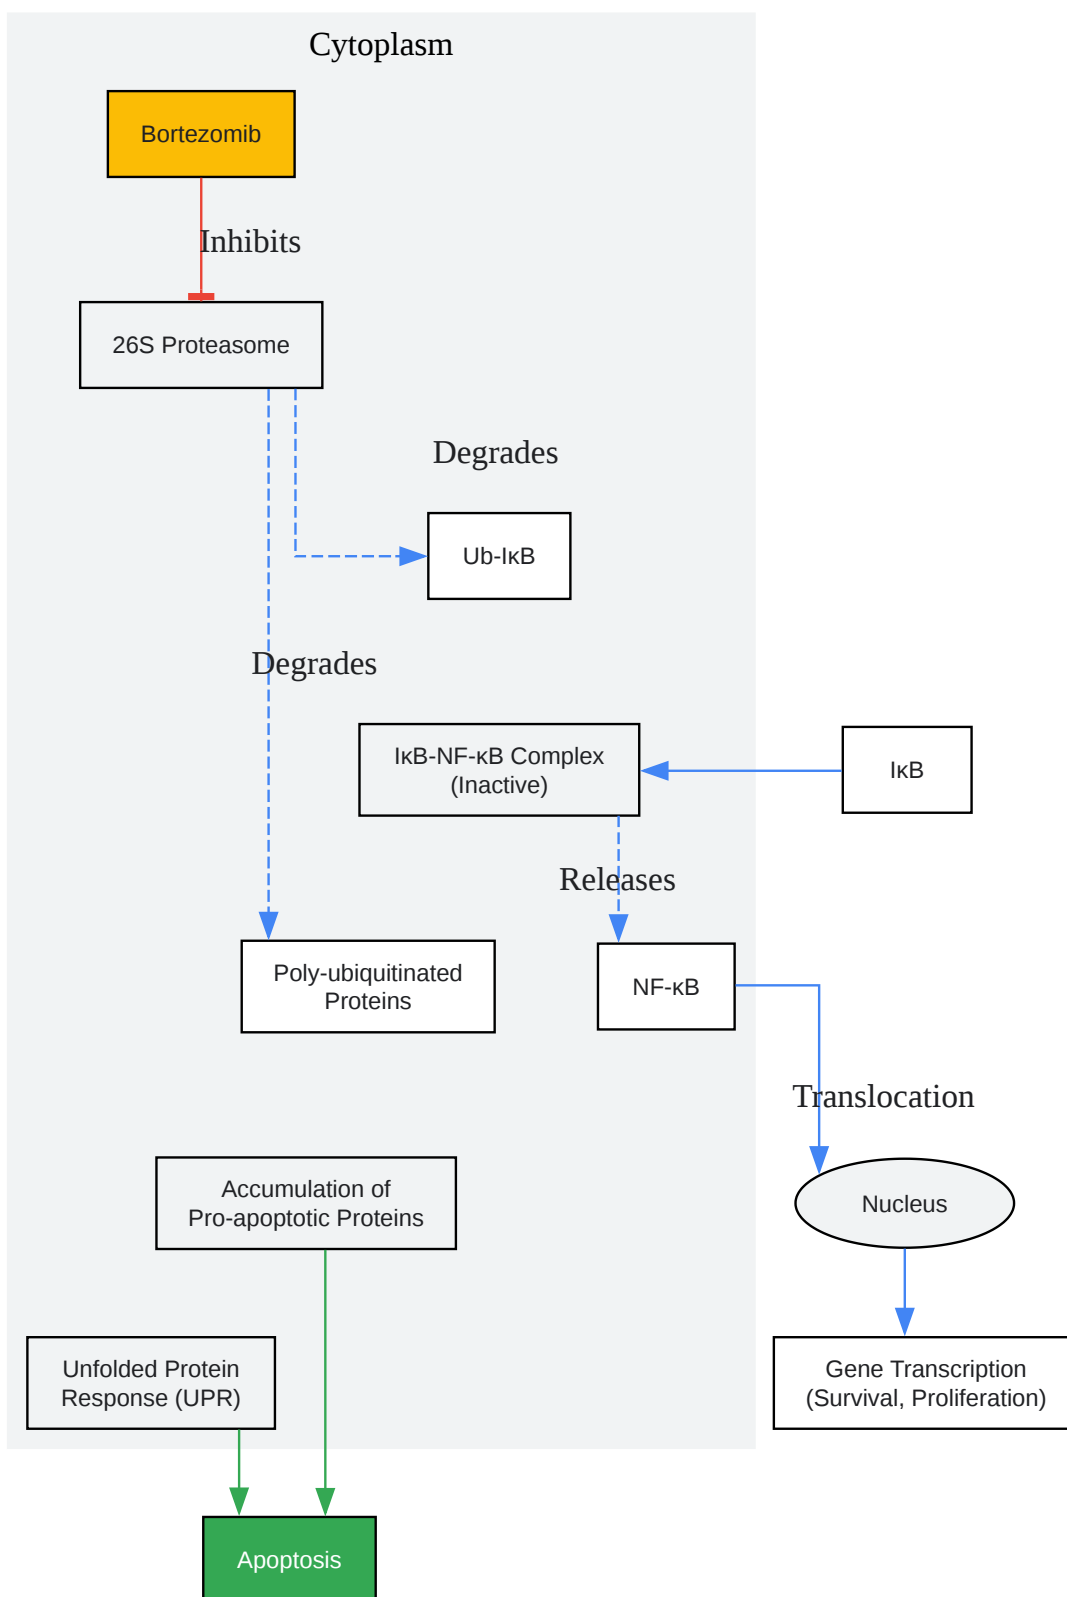 Cytoplasm
Bortezomib
Inhibits
26S Proteasome
Degrades
Ub-IκB
Degrades
IκB-NF-κB Complex
(Inactive)
IκB
Releases
Poly-ubiquitinated
Proteins
NF-κB
Translocation
Accumulation of
Pro-apoptotic Proteins
Nucleus
Unfolded Protein
Response (UPR)
Gene Transcription
(Survival, Proliferation)
Apoptosis